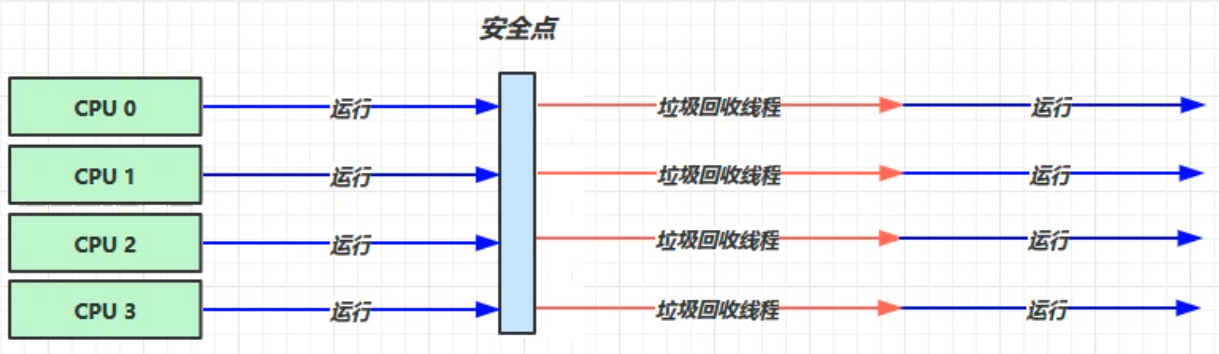 安全点
CPU 0 运行 垃圾回收线程 运行
CPU 1 运行 垃圾回收线程 运行
CPU 2 运行 垃圾回收线程 运行
CPU 3 运行 垃圾回收线程 运行